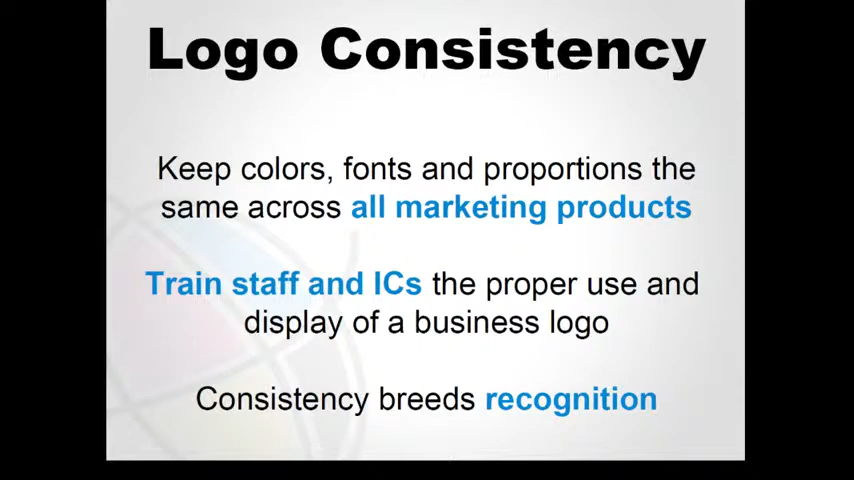 Logo Consistency
Keep colors, fonts and proportions the
same across all marketing products
Train staff and ICs the proper use and
display of a business logo
Consistency breeds recognition